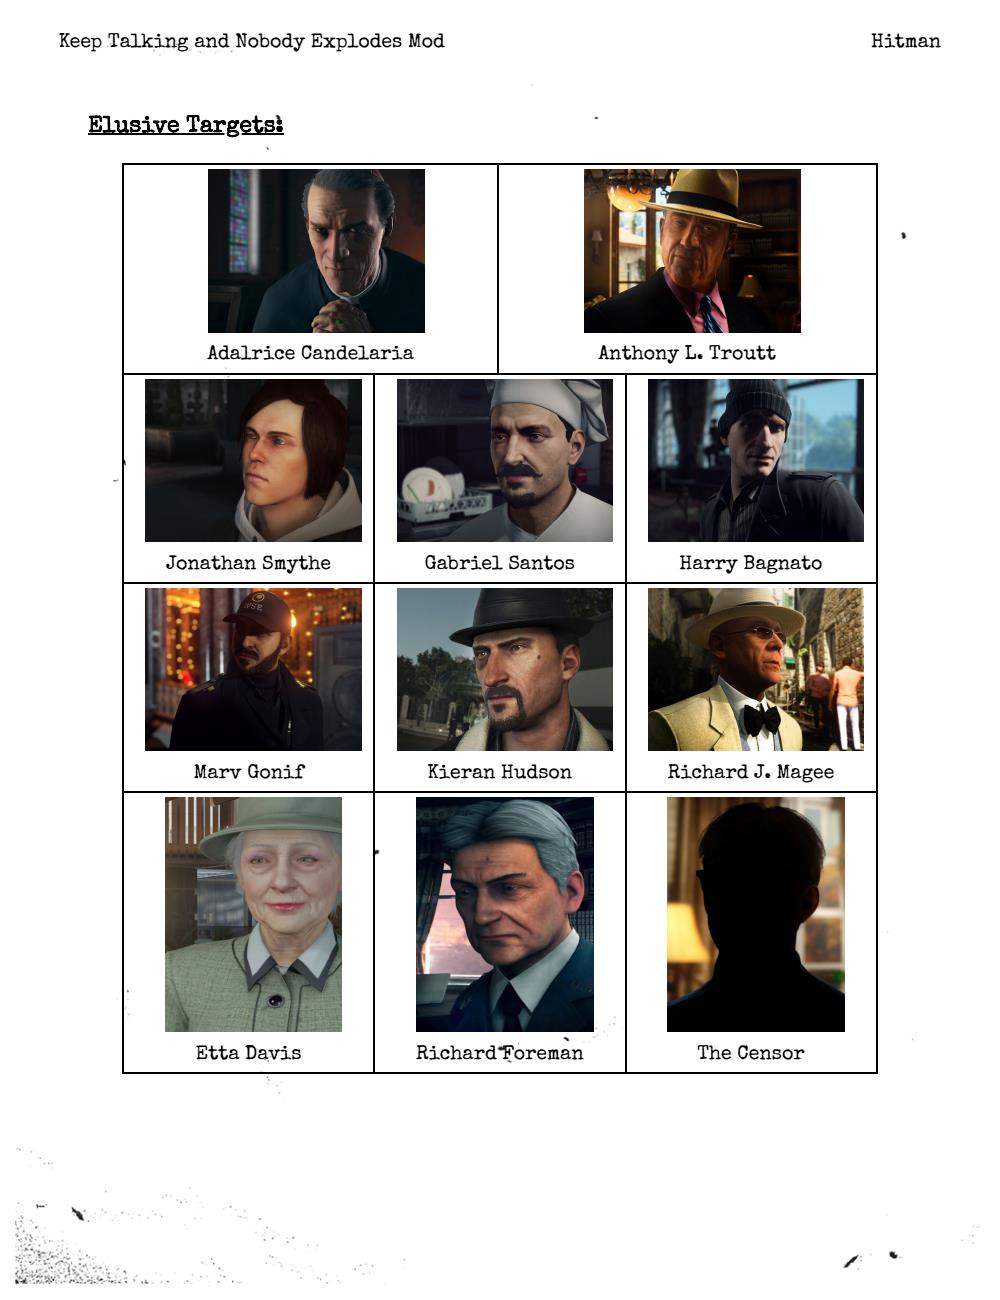 Keep Talking and Nobody Explodes Mod Hitman
Elusive Targets:
Adalrice Candelaria Anthony L. Troutt
Jonathan Smythe Gabriel Santos Harry Bagnato
Marv Gonif Kieran Hudson Richard J. Magee
Etta Davis Richard Foreman The Censor